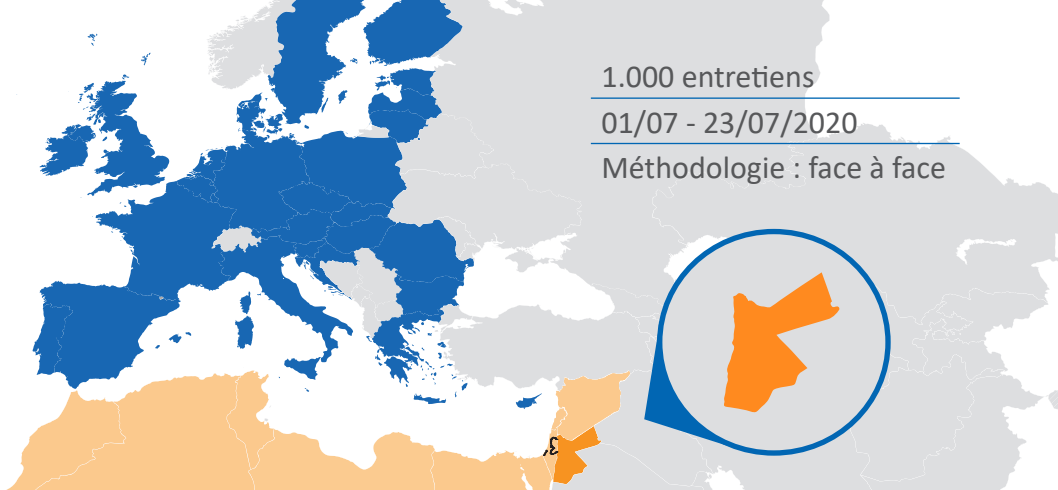 1.000 entretiens
01/07 - 23/07/2020
Méthodologie : face à face